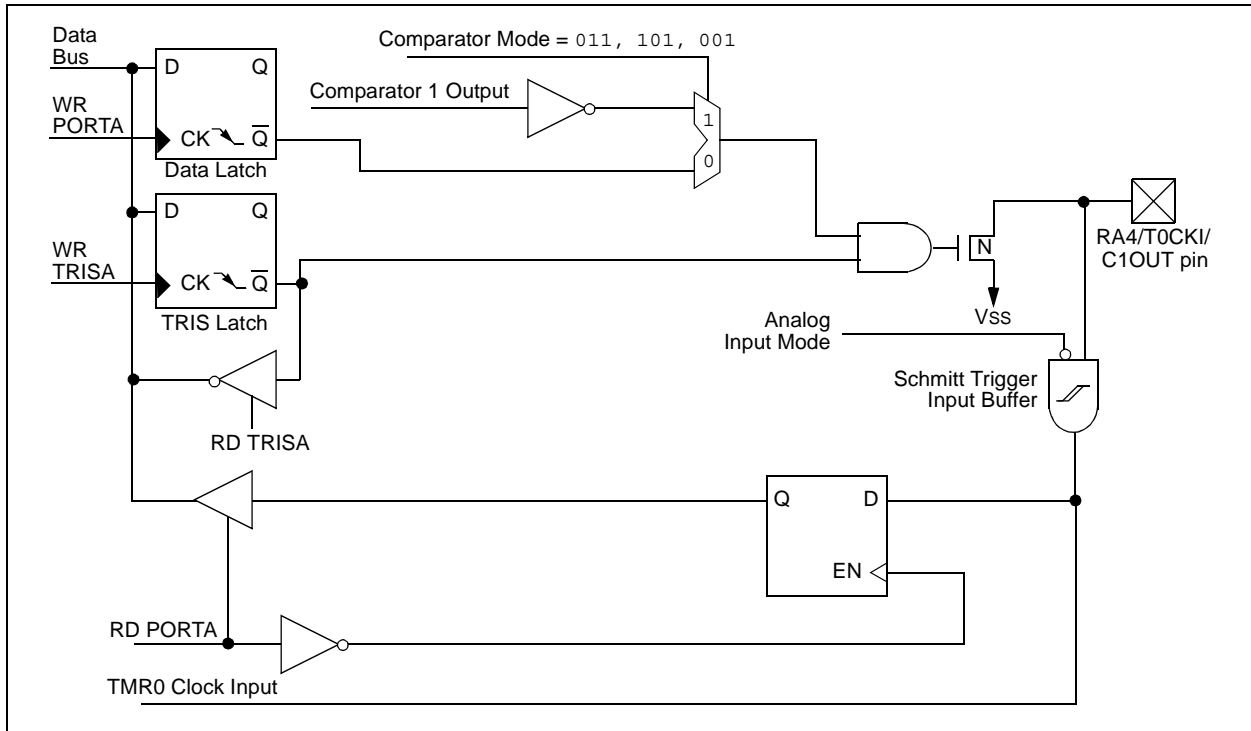 Data
Bus
D Q
WR
PORTA
CK Q̅
Data Latch
Comparator Mode = 011, 101, 001
Comparator 1 Output
1
0
D Q
WR
TRISA
CK Q̅
TRIS Latch
N
VSS
RA4/T0CKI/
C1OUT pin
Analog
Input Mode
Schmitt Trigger
Input Buffer
RD TRISA
Q D
EN
RD PORTA
TMR0 Clock Input